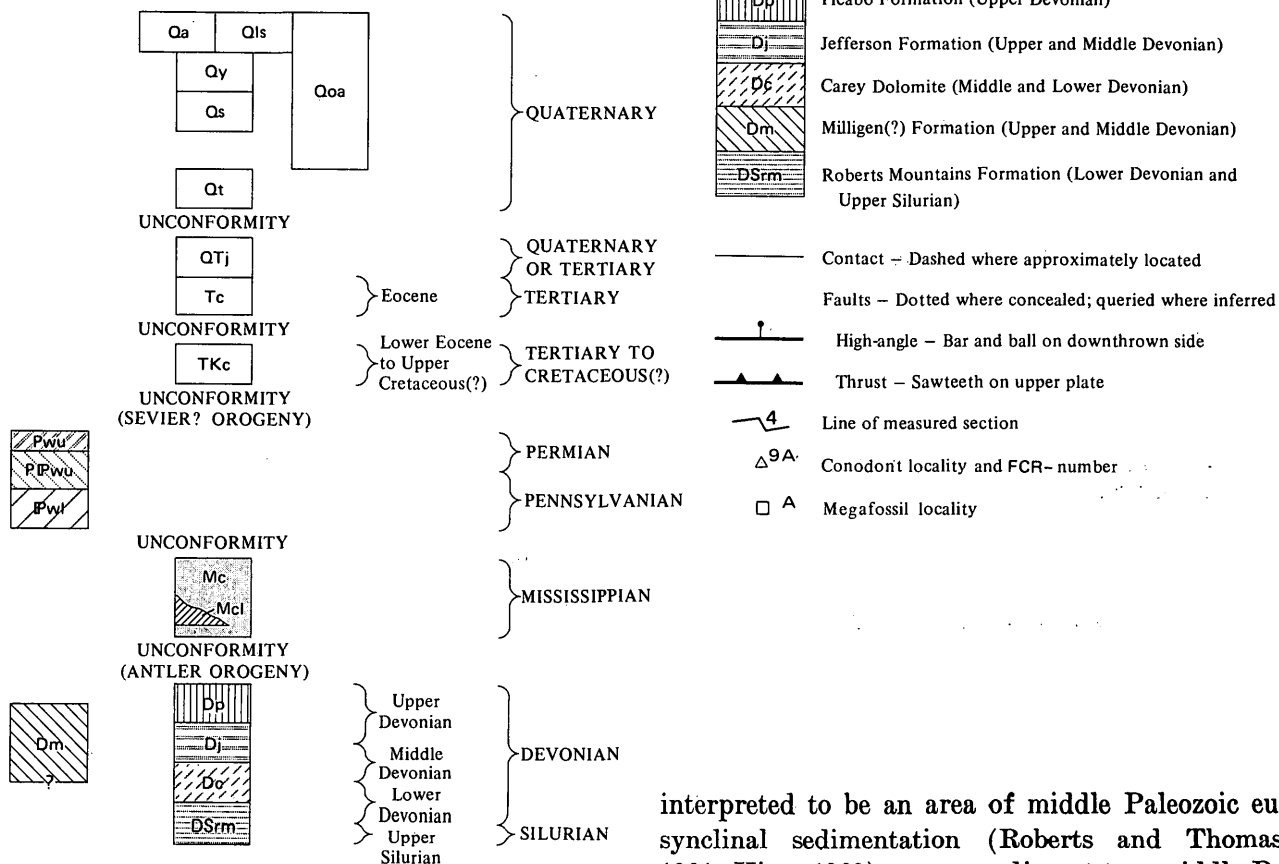 Qa
Qls
Qoa
Qy
Qs
Qt
QUATERNARY
UNCONFORMITY
QTj
QUATERNARY
OR TERTIARY
Tc
Eocene
TERTIARY
UNCONFORMITY
TKc
Lower Eocene
to Upper
Cretaceous(?)
TERTIARY TO
CRETACEOUS(?)
UNCONFORMITY
(SEVIER? OROGENY)
Pwu
PIPwu
PERMIAN
IPwl
PENNSYLVANIAN
UNCONFORMITY
Mc
Mcl
MISSISSIPPIAN
UNCONFORMITY
(ANTLER OROGENY)
Dm
?
Dp
Dj
Dc
DSrm
Upper
Devonian
Middle
Devonian
Lower
Devonian
Upper
Silurian
DEVONIAN
SILURIAN
Dp Picabo Formation (Upper Devonian)
Dj Jefferson Formation (Upper and Middle Devonian)
Dc Carey Dolomite (Middle and Lower Devonian)
Dm Milligen(?) Formation (Upper and Middle Devonian)
DSrm Roberts Mountains Formation (Lower Devonian and
Upper Silurian)
Contact – Dashed where approximately located
Faults – Dotted where concealed; queried where inferred
High-angle – Bar and ball on downthrown side
Thrust – Sawteeth on upper plate
4 Line of measured section
9A Conodont locality and FCR-number
A Megafossil locality
interpreted to be an area of middle Paleozoic eu
synclinal sedimentation (Roberts and Thomas